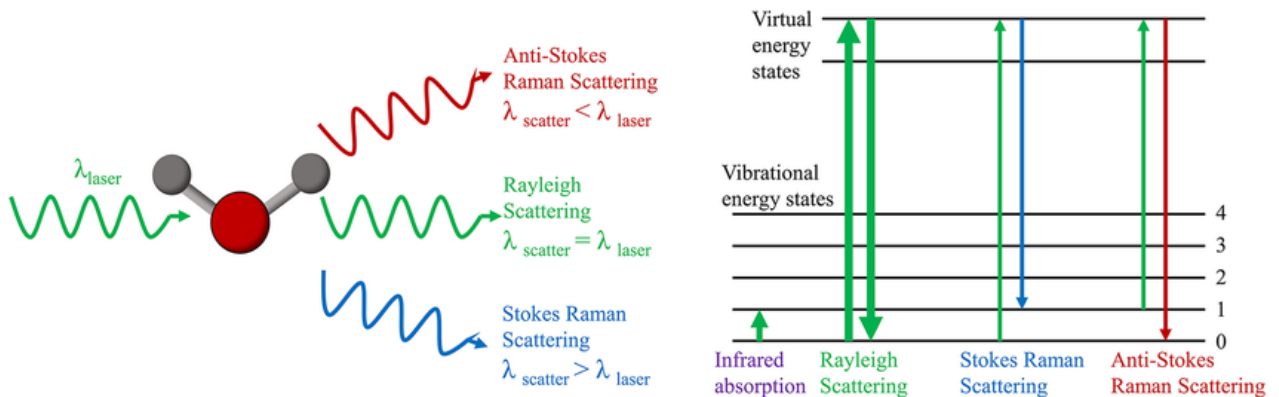 Anti-Stokes
Raman Scattering
λ scatter < λ laser
λlaser
Rayleigh
Scattering
λ scatter = λ laser
Stokes Raman
Scattering
λ scatter > λ laser
Virtual
energy
states
Vibrational
energy states
4
3
2
1
0
Infrared
absorption
Rayleigh
Scattering
Stokes Raman
Scattering
Anti-Stokes
Raman Scattering